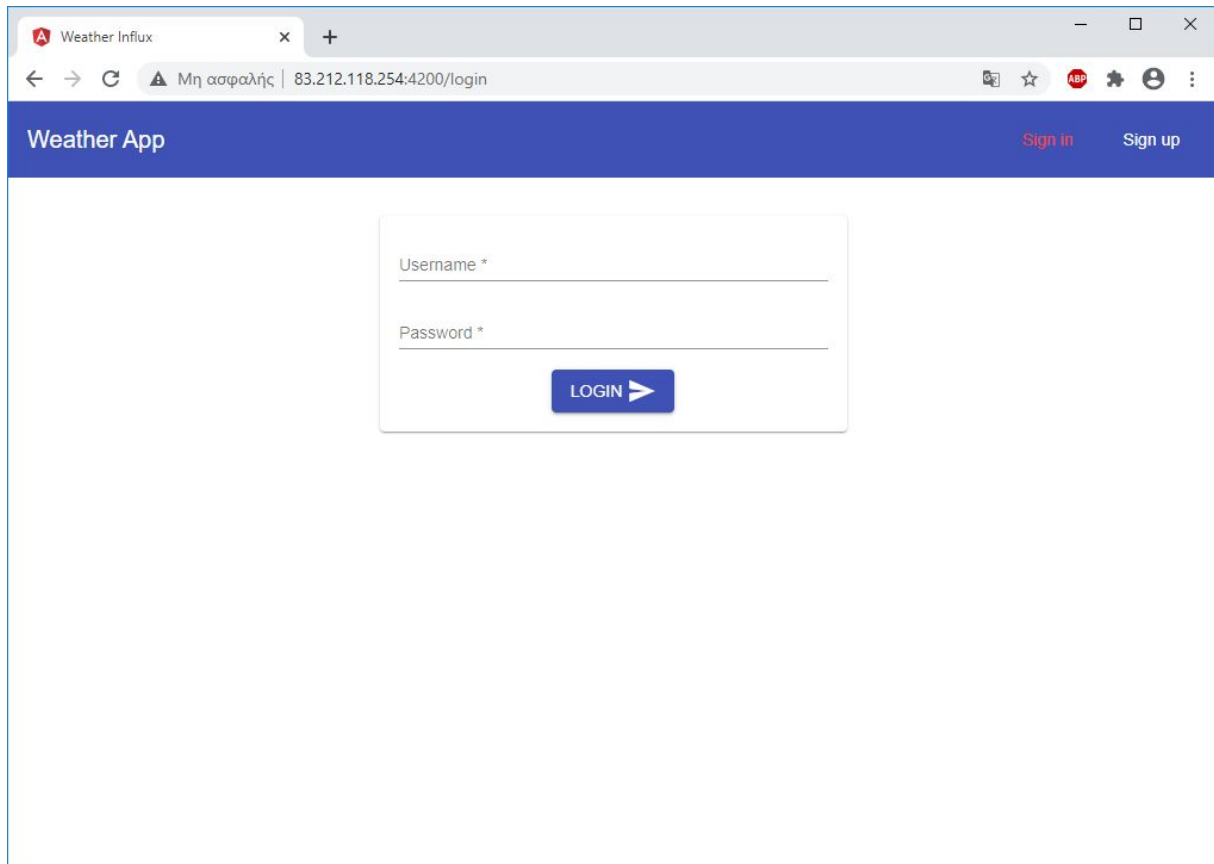 Weather Influx
Μη ασφαλής | 83.212.118.254:4200/login
ABP
Weather App Sign in Sign up
Username *
Password *
LOGIN